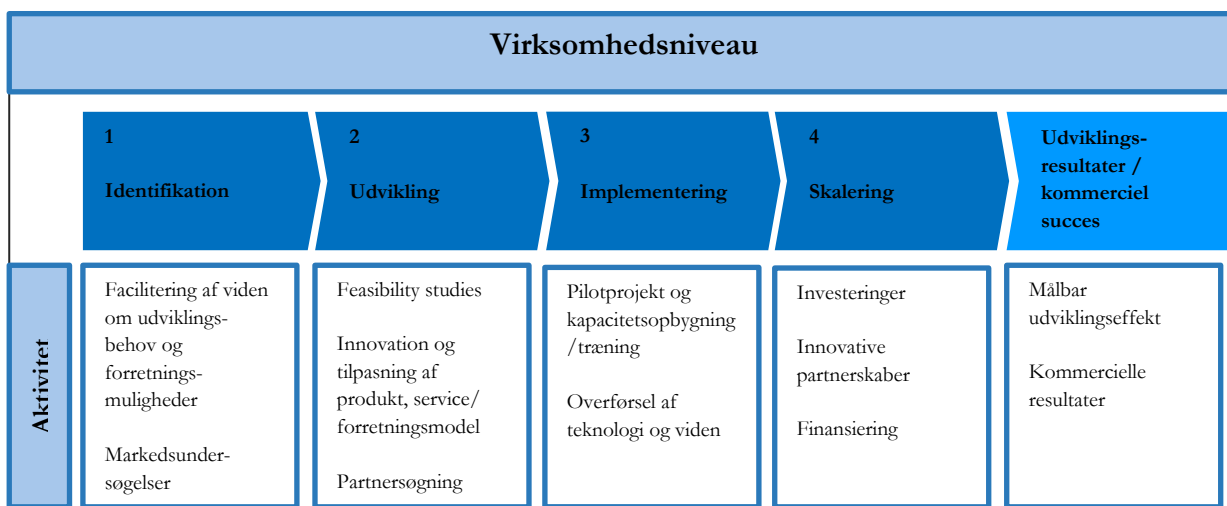 Virksomhedsniveau
1
Identifikation
2
Udvikling
3
Implementering
4
Skalering
Udviklings-
resultater /
kommerciel
succes
Aktivitet
Facilitering af viden
om udviklings-
behov og
forretnings-
muligheder
Markedsunder-
søgelser
Feasibility studies
Innovation og
tilpasning af
produkt, service/
forretningsmodel
Partnersøgning
Pilotprojekt og
kapacitetsopbygning
/træning
Overførsel af
teknologi og viden
Investeringer
Innovative
partnerskaber
Finansiering
Målbar
udviklingseffekt
Kommercielle
resultater